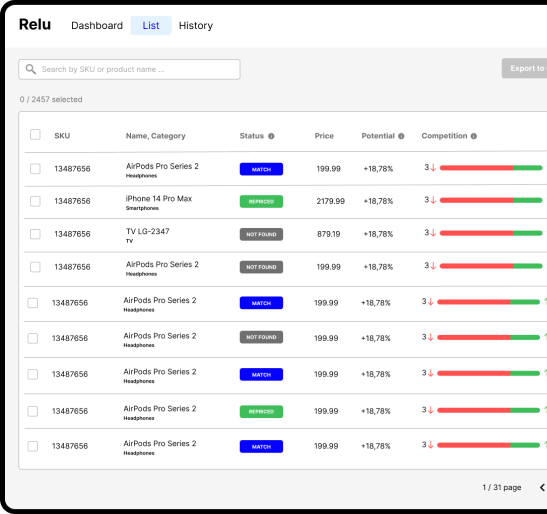 Relu Dashboard List History
Search by SKU or product name ... Export to
0 / 2457 selected
SKU Name, Category Status Price Potential Competition
13487656 AirPods Pro Series 2 MATCH 199.99 +18,78% 3↓
Headphones
13487656 iPhone 14 Pro Max REPRICED 2179.99 +18,78% 3↓
Smartphones
13487656 TV LG-2347 NOT FOUND 879.19 +18,78% 3↓
TV
13487656 AirPods Pro Series 2 NOT FOUND 199.99 +18,78% 3↓
Headphones
13487656 AirPods Pro Series 2 MATCH 199.99 +18,78% 3↓
Headphones
13487656 AirPods Pro Series 2 NOT FOUND 199.99 +18,78% 3↓
Headphones
13487656 AirPods Pro Series 2 MATCH 199.99 +18,78% 3↓
Headphones
13487656 AirPods Pro Series 2 REPRICED 199.99 +18,78% 3↓
Headphones
13487656 AirPods Pro Series 2 MATCH 199.99 +18,78% 3↓
Headphones
1 / 31 page